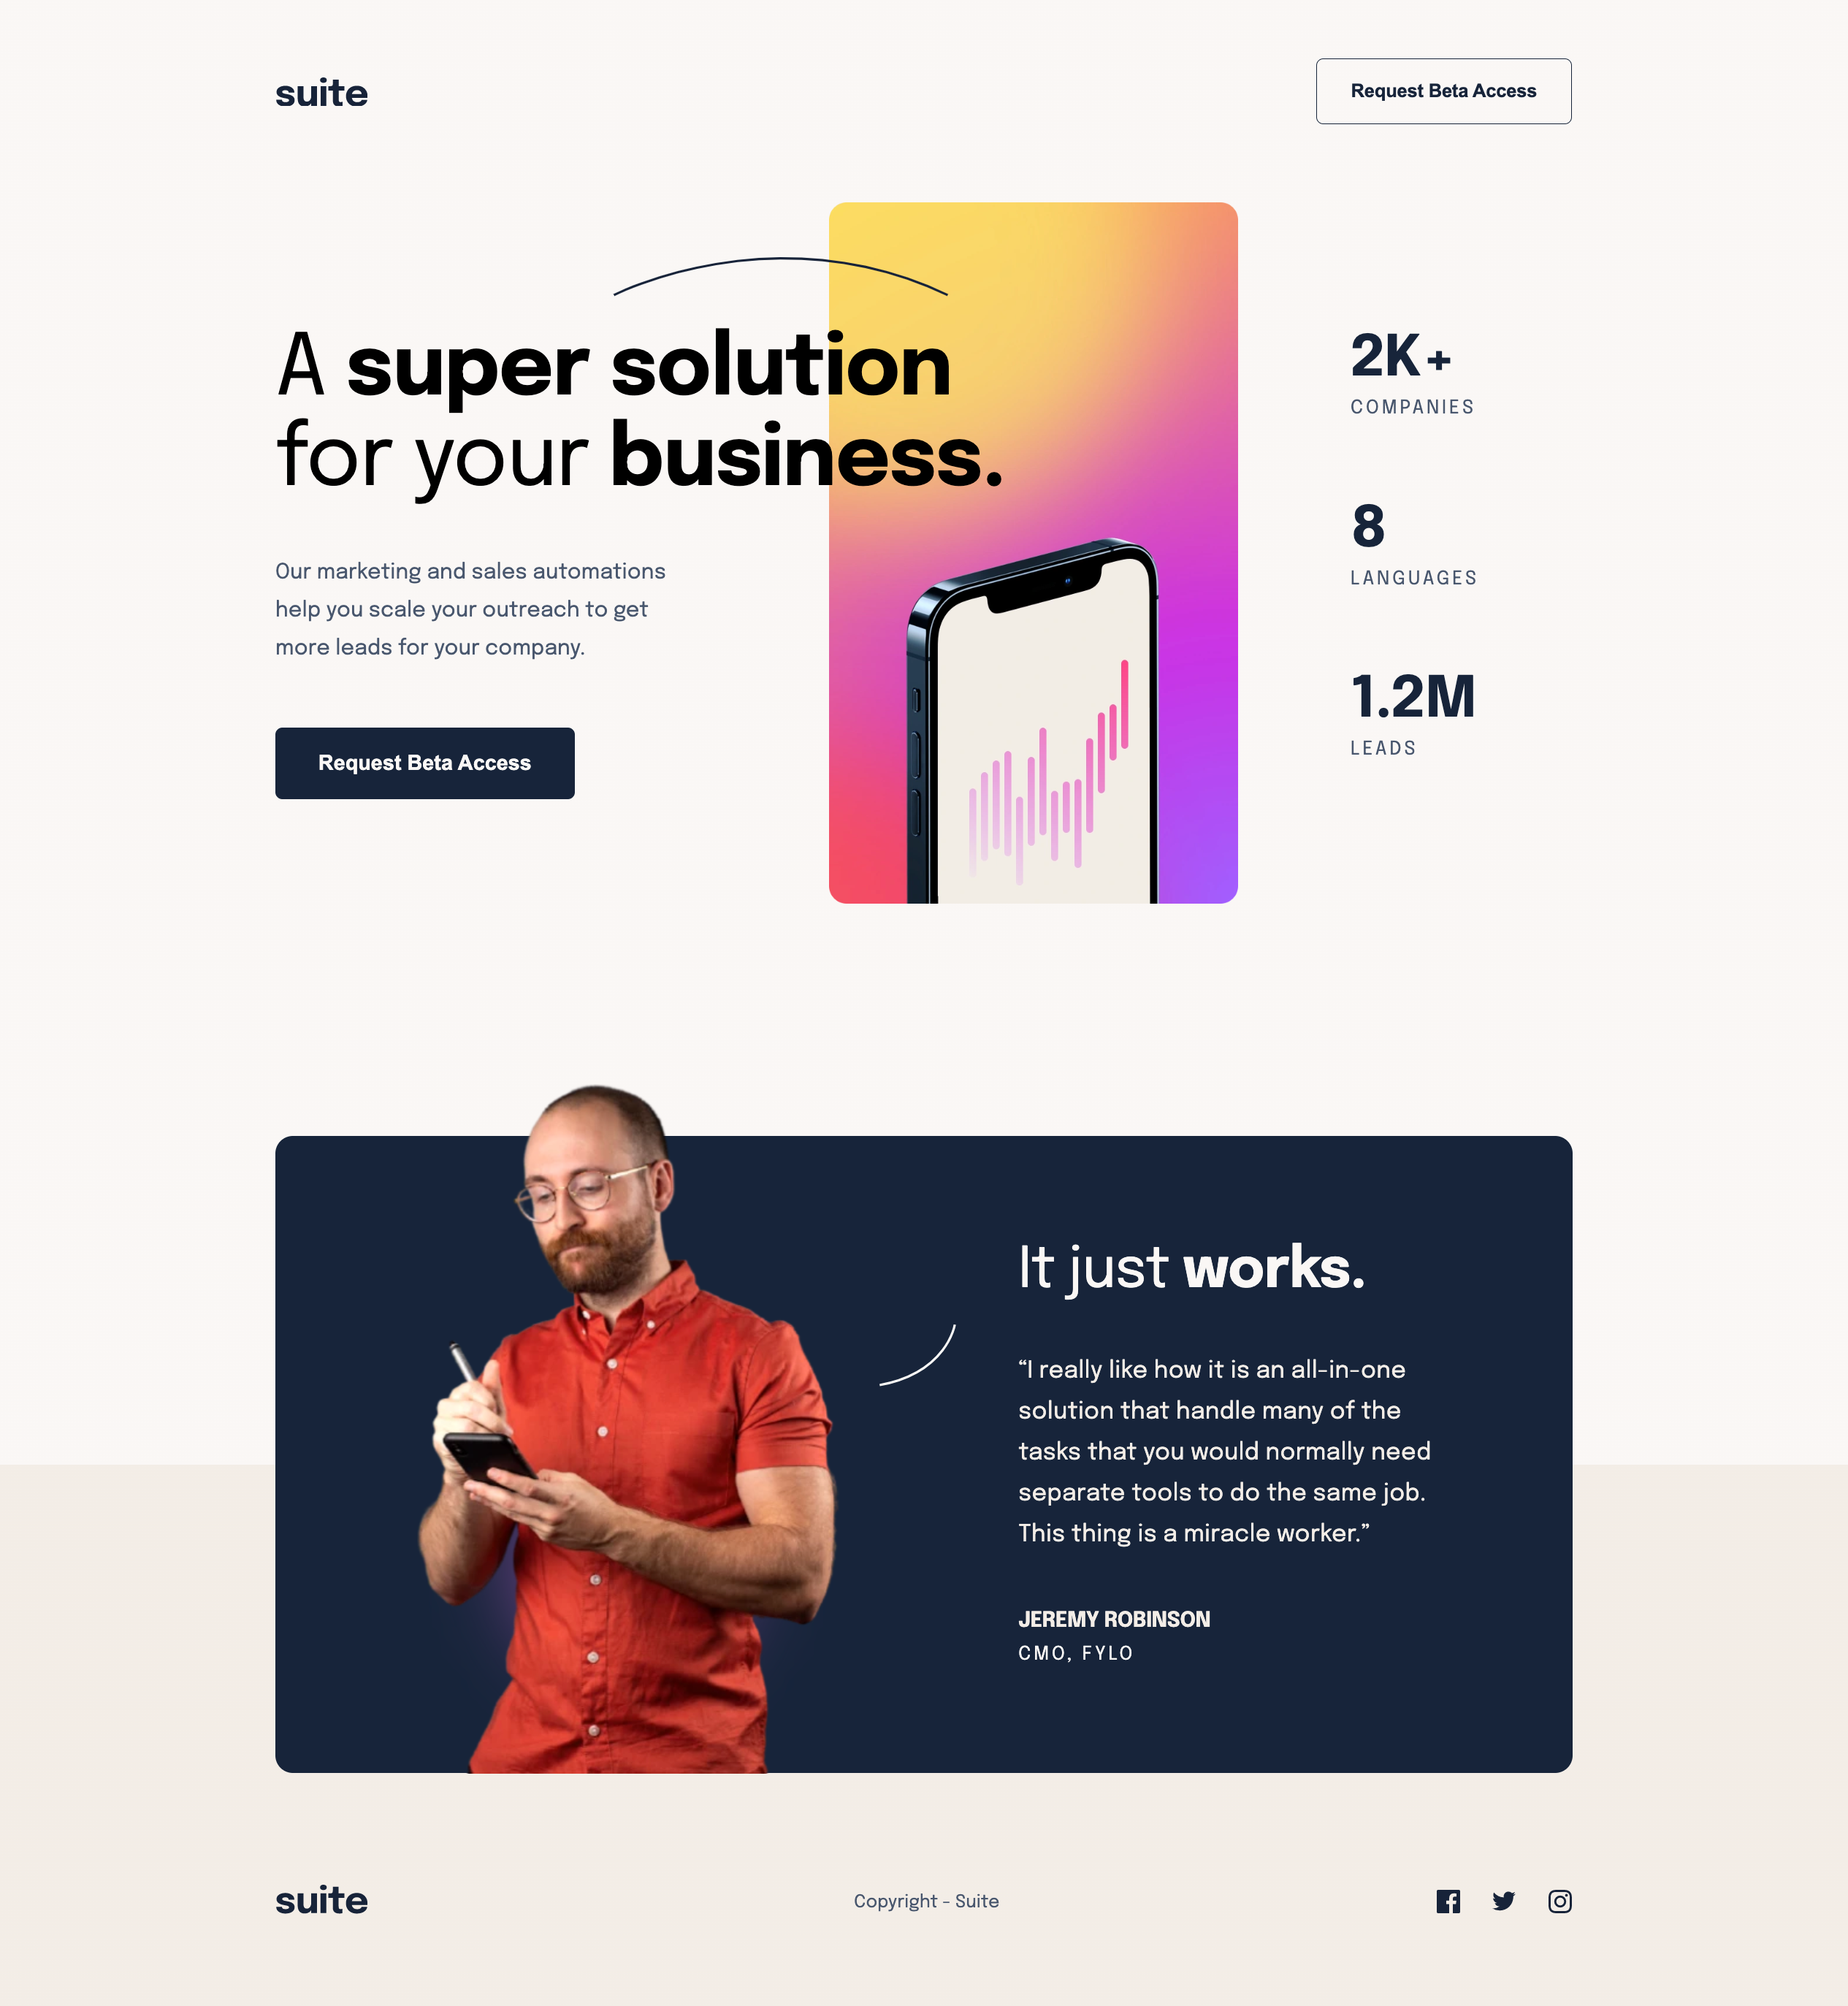 suite
Request Beta Access
A super solution
for your business.
Our marketing and sales automations
help you scale your outreach to get
more leads for your company.
Request Beta Access
2K+
COMPANIES
8
LANGUAGES
1.2M
LEADS
It just works.
“I really like how it is an all-in-one
solution that handle many of the
tasks that you would normally need
separate tools to do the same job.
This thing is a miracle worker.”
JEREMY ROBINSON
CMO, FYLO
suite
Copyright - Suite